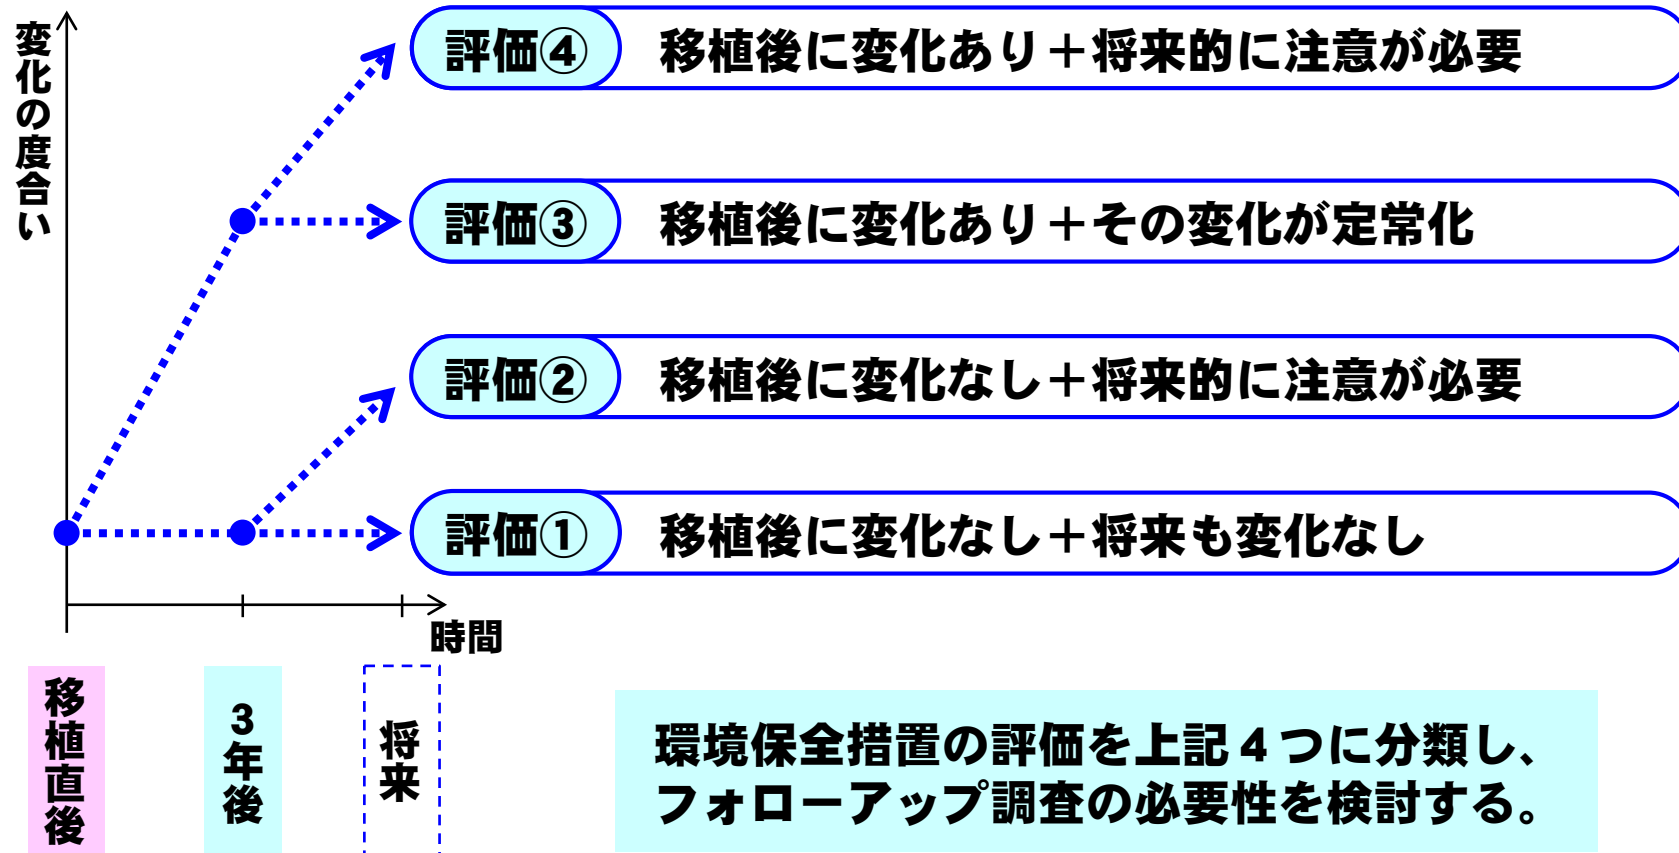 変化の度合い
評価④ 移植後に変化あり＋将来的に注意が必要
評価③ 移植後に変化あり＋その変化が定常化
評価② 移植後に変化なし＋将来的に注意が必要
評価① 移植後に変化なし＋将来も変化なし
時間
移植直後
3年後
将来
環境保全措置の評価を上記４つに分類し、
フォローアップ調査の必要性を検討する。